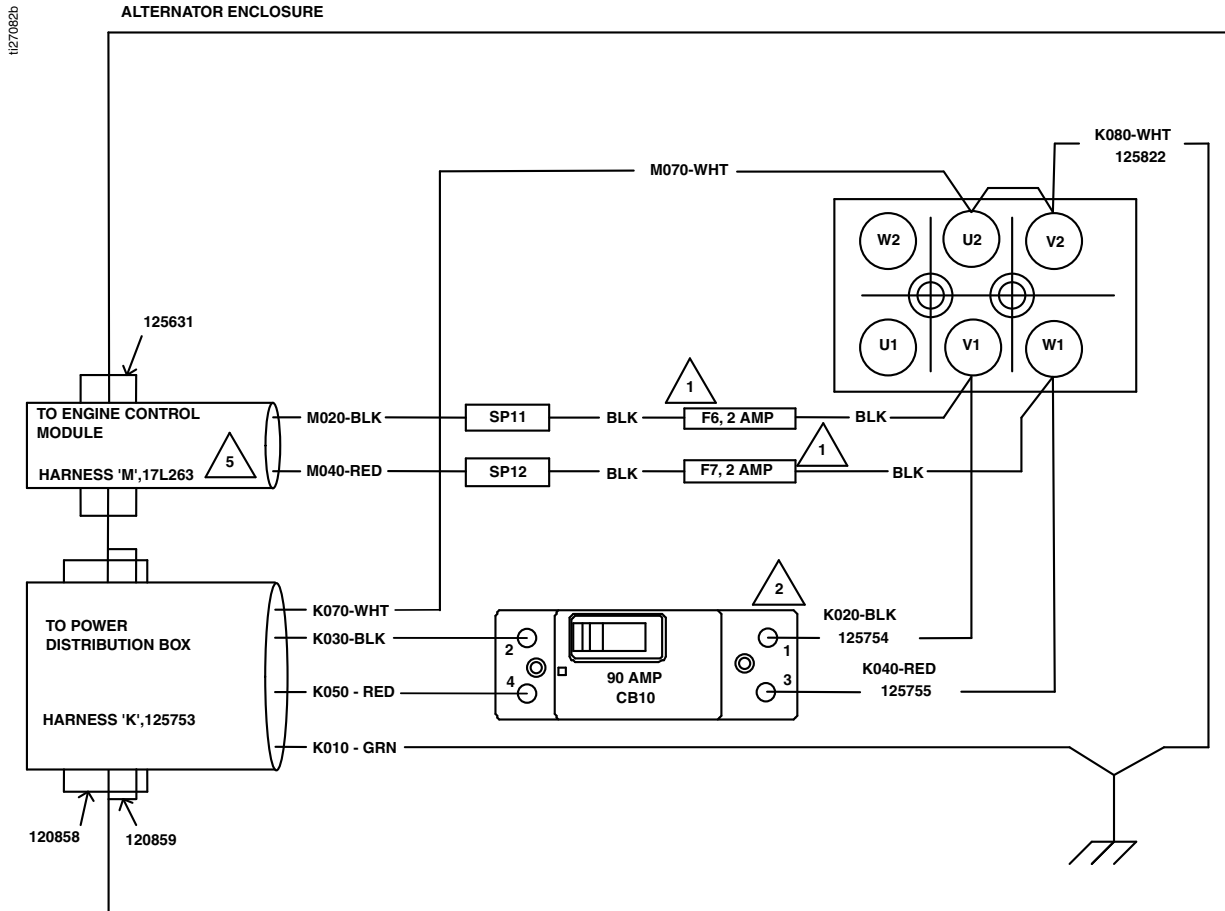 ti27082b
ALTERNATOR ENCLOSURE
K080-WHT
125822
M070-WHT
W2
U2
V2
U1
V1
W1
125631
TO ENGINE CONTROL
MODULE
HARNESS 'M',17L263
5
M020-BLK
SP11
BLK
1
F6, 2 AMP
BLK
M040-RED
SP12
BLK
F7, 2 AMP
1
BLK
TO POWER
DISTRIBUTION BOX
HARNESS 'K',125753
K070-WHT
K030-BLK
K050 - RED
K010 - GRN
2
4
90 AMP
CB10
2
1
3
K020-BLK
125754
K040-RED
125755
120858
120859